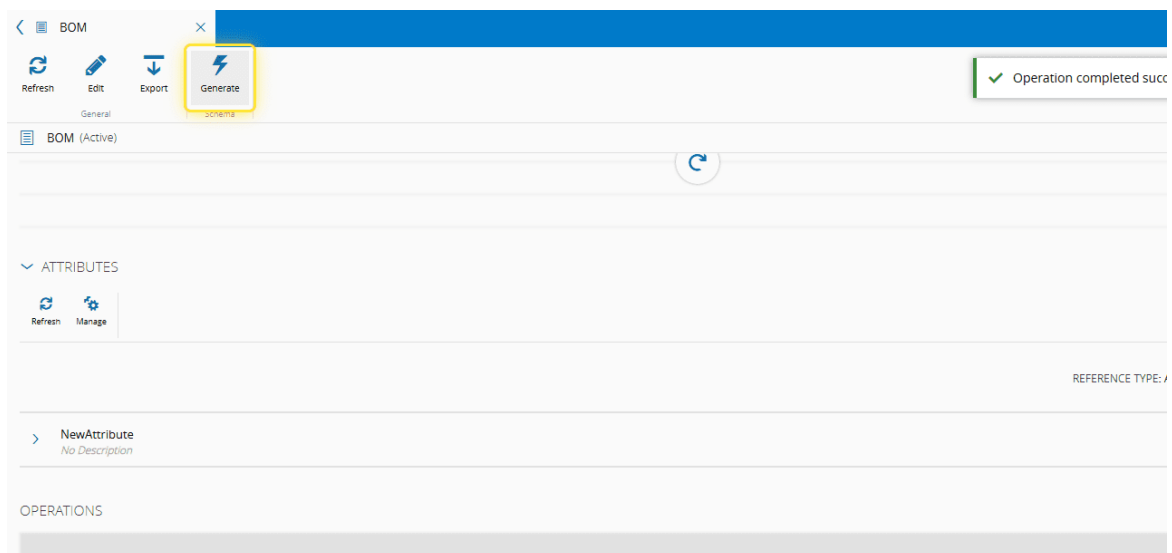 BOM
Refresh
Edit
Export
Generate
General
Schema
Operation completed succ
BOM (Active)
ATTRIBUTES
Refresh
Manage
REFERENCE TYPE: A
NewAttribute
No Description
OPERATIONS